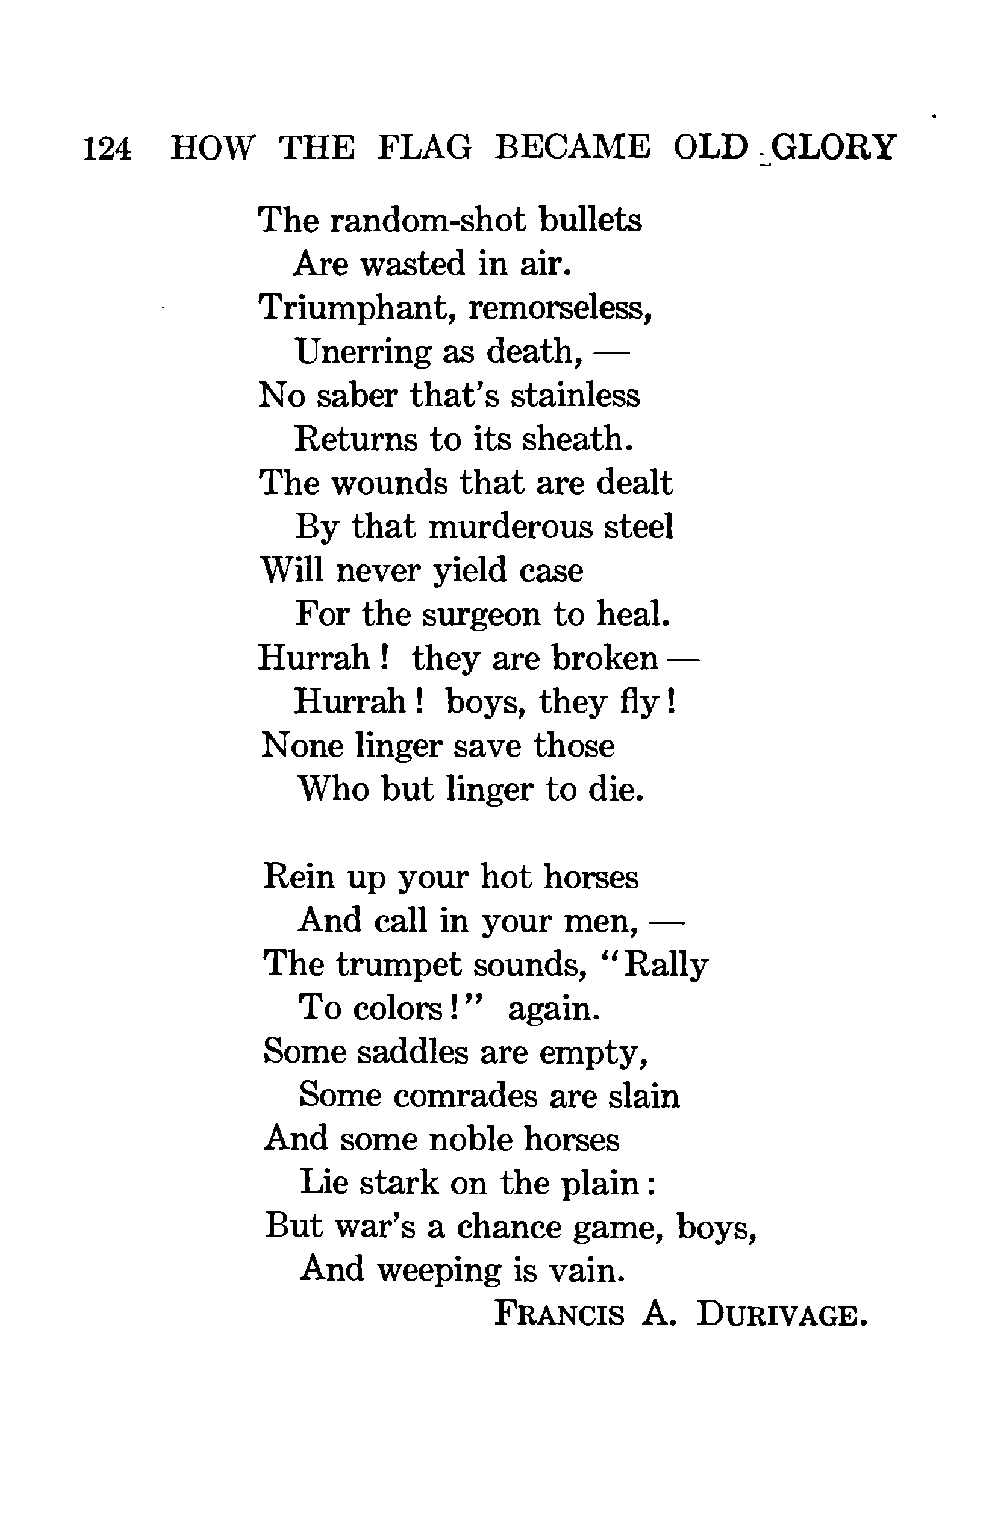 124 HOW THE FLAG BECAME OLD GLORY
The random-shot bullets
Are wasted in air.
Triumphant, remorseless,
Unerring as death, —
No saber that's stainless
Returns to its sheath.
The wounds that are dealt
By that murderous steel
Will never yield case
For the surgeon to heal.
Hurrah! they are broken —
Hurrah! boys, they fly!
None linger save those
Who but linger to die.
Rein up your hot horses
And call in your men, —
The trumpet sounds, "Rally
To colors!" again.
Some saddles are empty,
Some comrades are slain
And some noble horses
Lie stark on the plain:
But war's a chance game, boys,
And weeping is vain.
FRANCIS A. DURIVAGE.